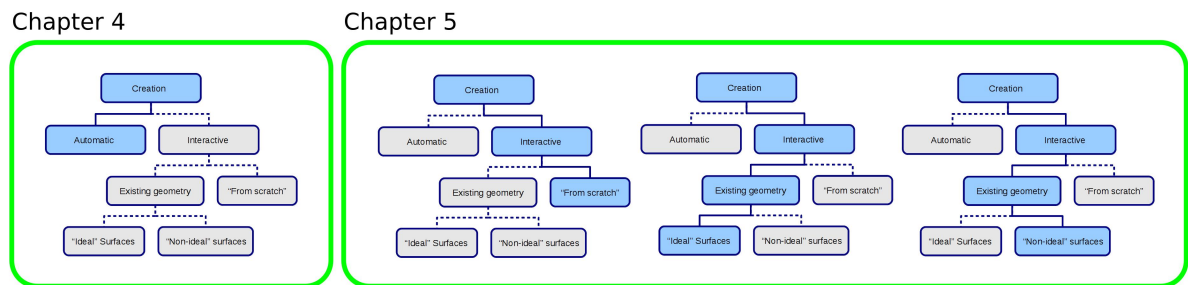 Chapter 4
Creation
Automatic
Interactive
Existing geometry
“From scratch”
“Ideal” Surfaces
“Non-ideal” surfaces
Chapter 5
Creation
Automatic
Interactive
Existing geometry
“From scratch”
“Ideal” Surfaces
“Non-ideal” surfaces
Creation
Automatic
Interactive
Existing geometry
“From scratch”
“Ideal” Surfaces
“Non-ideal” surfaces
Creation
Automatic
Interactive
Existing geometry
“From scratch”
“Ideal” Surfaces
“Non-ideal” surfaces